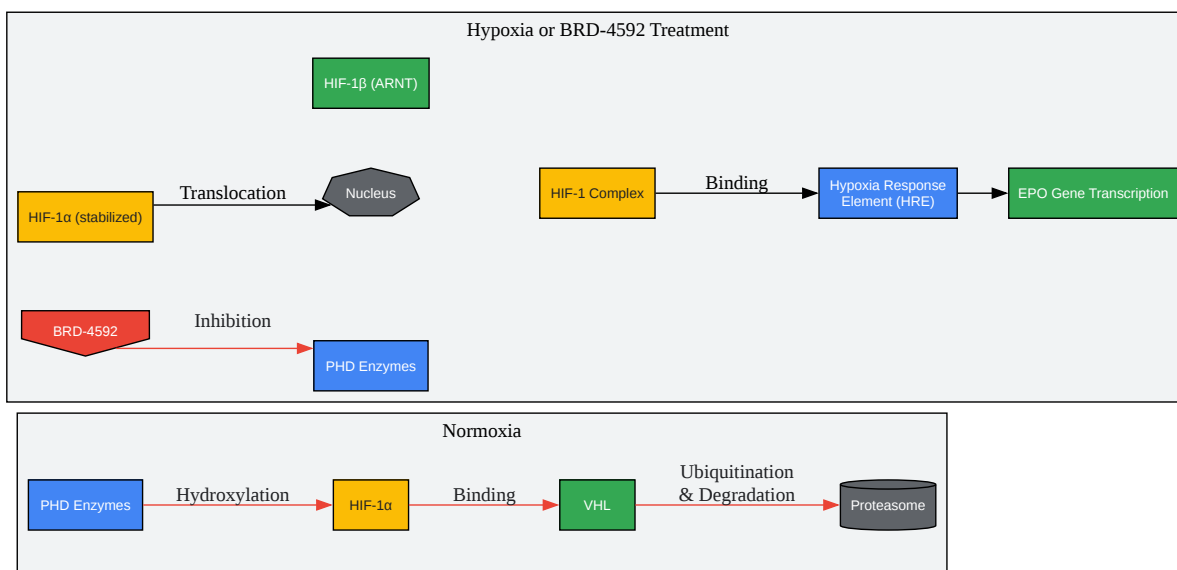 Hypoxia or BRD-4592 Treatment
HIF-1β (ARNT)
HIF-1α (stabilized)
Translocation
Nucleus
HIF-1 Complex
Binding
Hypoxia Response
Element (HRE)
EPO Gene Transcription
BRD-4592
Inhibition
PHD Enzymes
Normoxia
PHD Enzymes
Hydroxylation
HIF-1α
Binding
VHL
Ubiquitination
& Degradation
Proteasome